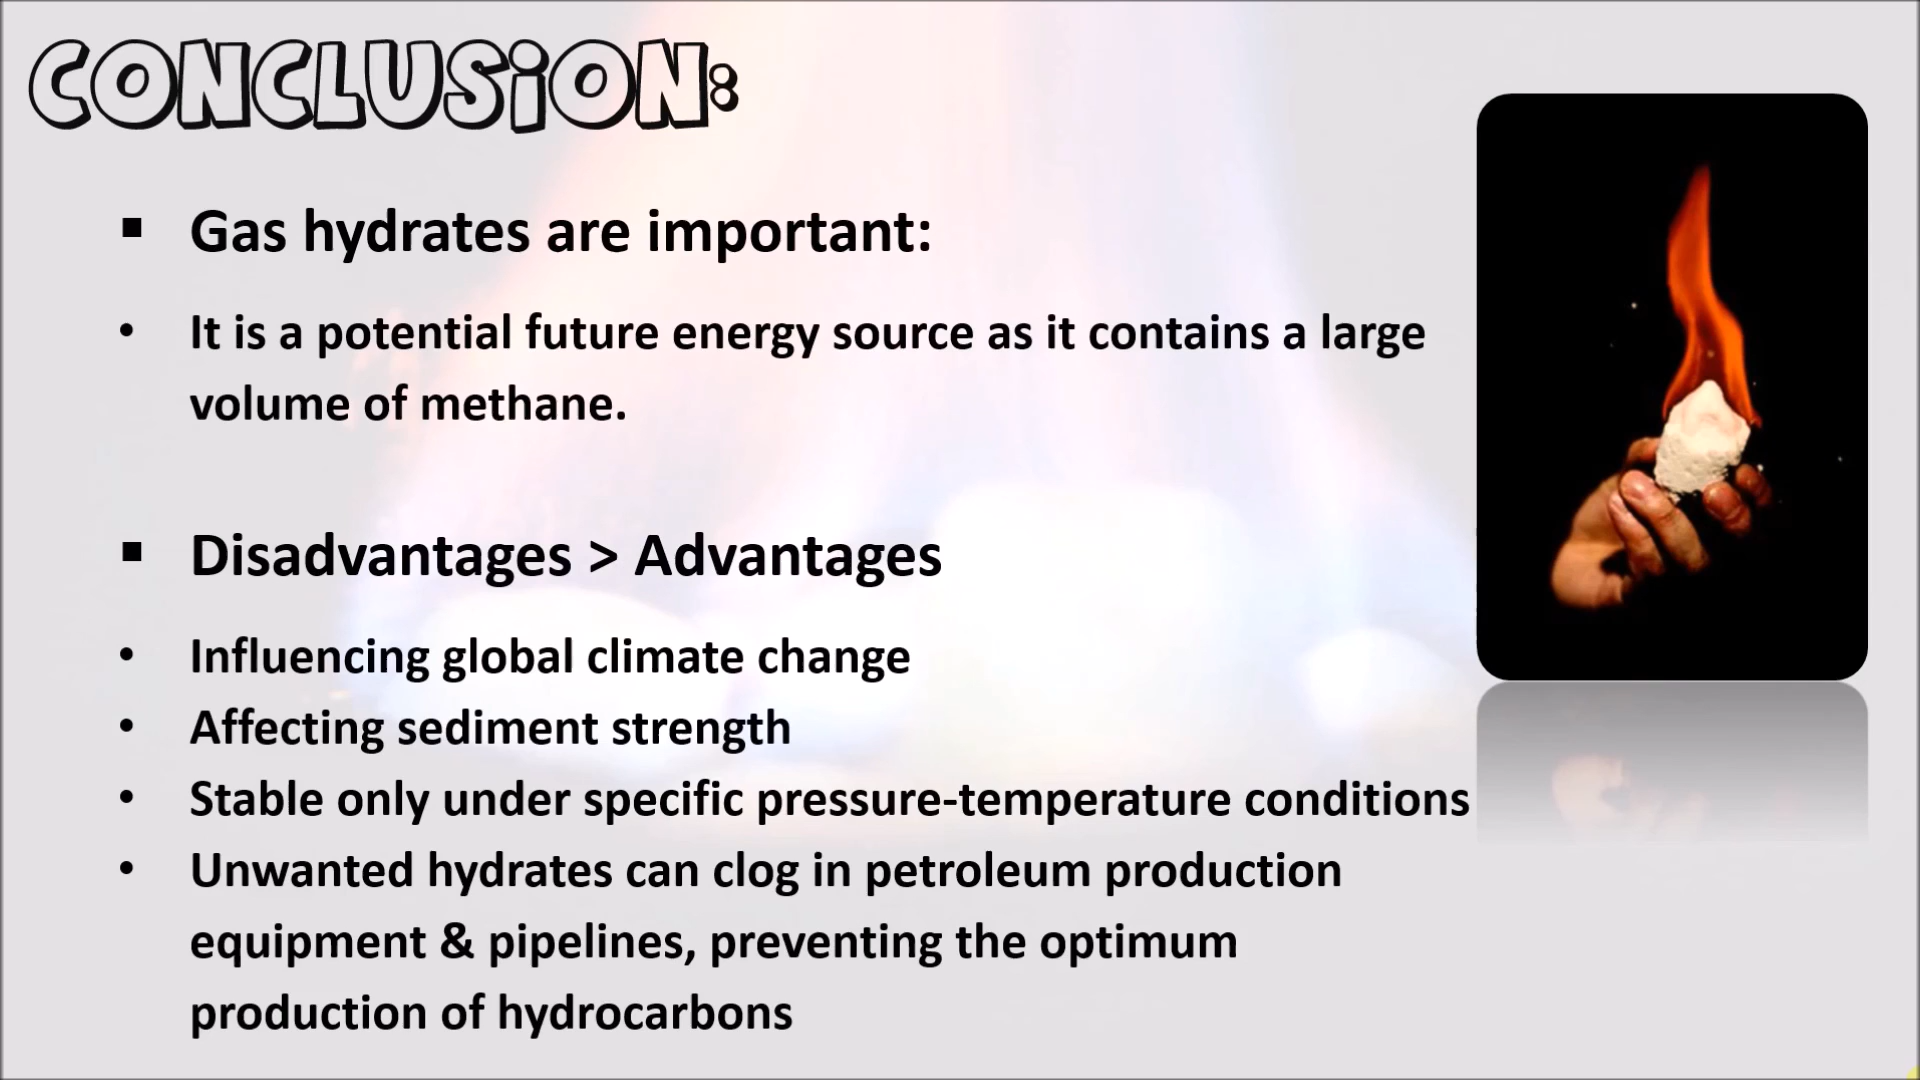 CONCLUSION:
▪ Gas hydrates are important:
• It is a potential future energy source as it contains a large
volume of methane.
▪ Disadvantages > Advantages
• Influencing global climate change
• Affecting sediment strength
• Stable only under specific pressure-temperature conditions
• Unwanted hydrates can clog in petroleum production
equipment & pipelines, preventing the optimum
production of hydrocarbons